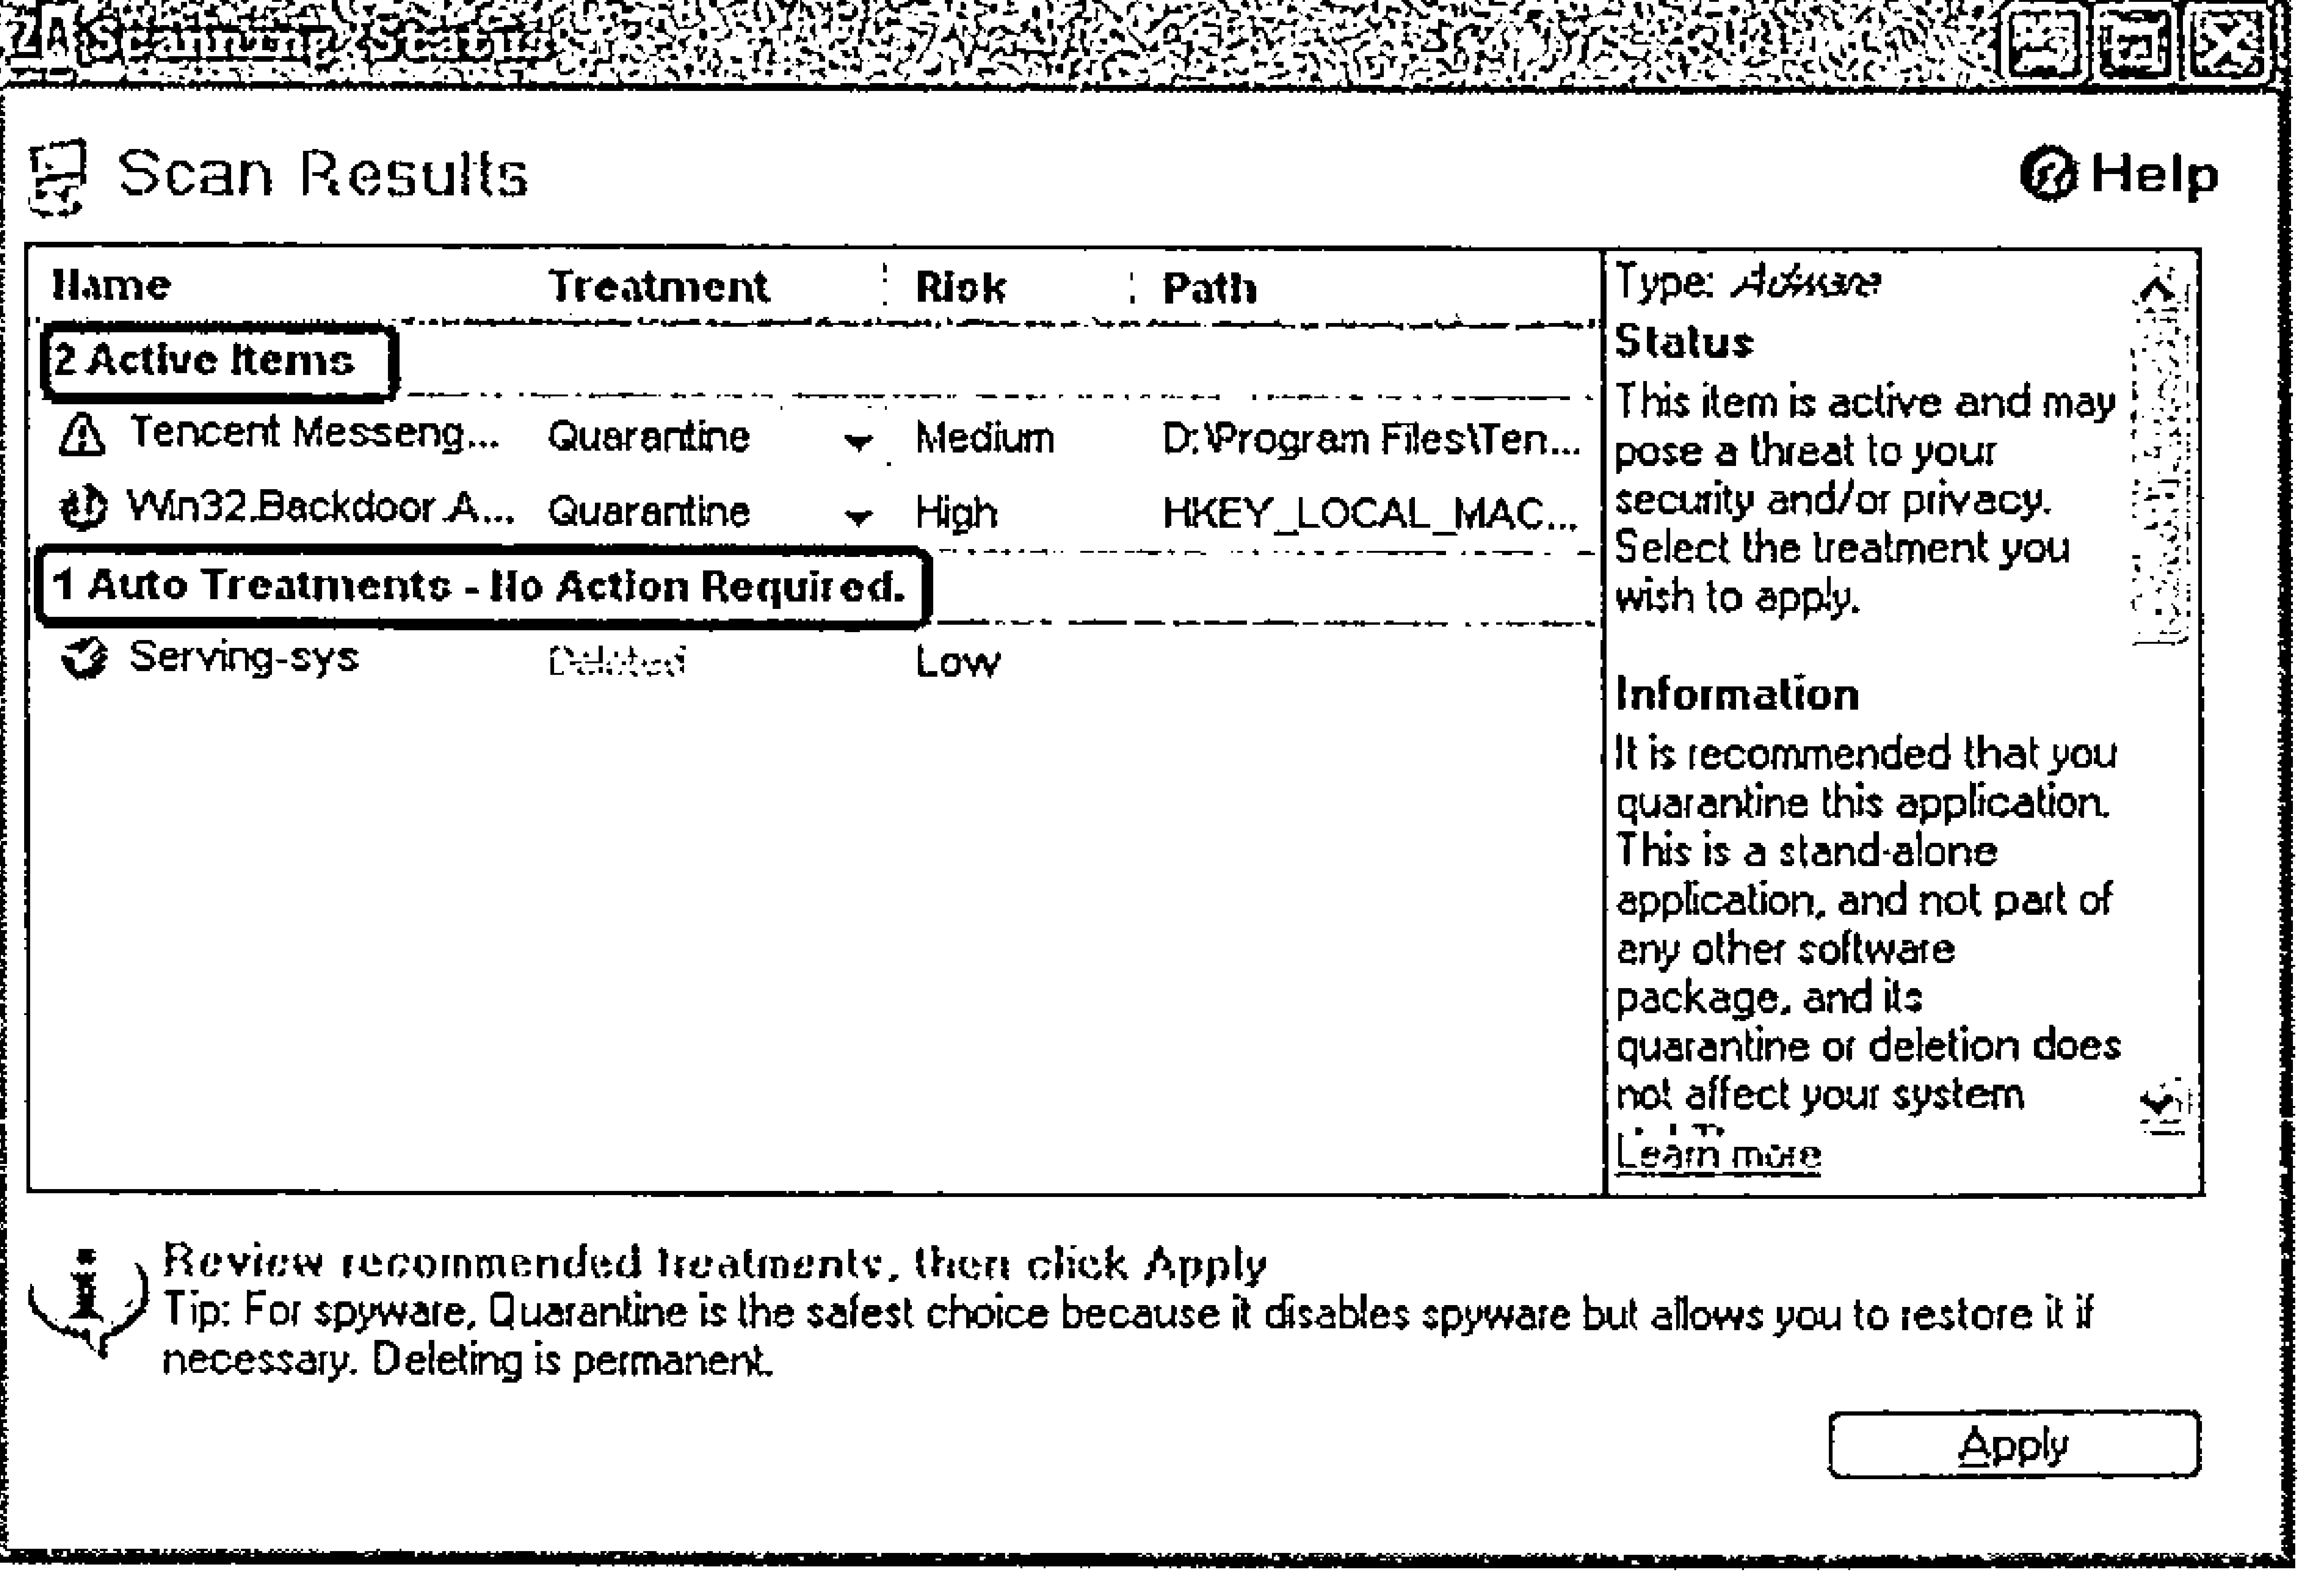 ZA Scanning Status
Scan Results
Help
Name Treatment Risk Path
2 Active Items
Tencent Messeng... Quarantine Medium D:\Program Files\Ten...
Win32.Backdoor.A... Quarantine High HKEY_LOCAL_MAC...
1 Auto Treatments - No Action Required.
Serving-sys Deleted Low
Type: Adware
Status
This item is active and may
pose a threat to your
security and/or privacy.
Select the treatment you
wish to apply.
Information
It is recommended that you
quarantine this application.
This is a stand-alone
application, and not part of
any other software
package, and its
quarantine or deletion does
not affect your system
Learn more
Review recommended treatments, then click Apply
Tip: For spyware, Quarantine is the safest choice because it disables spyware but allows you to restore it if
necessary. Deleting is permanent.
Apply